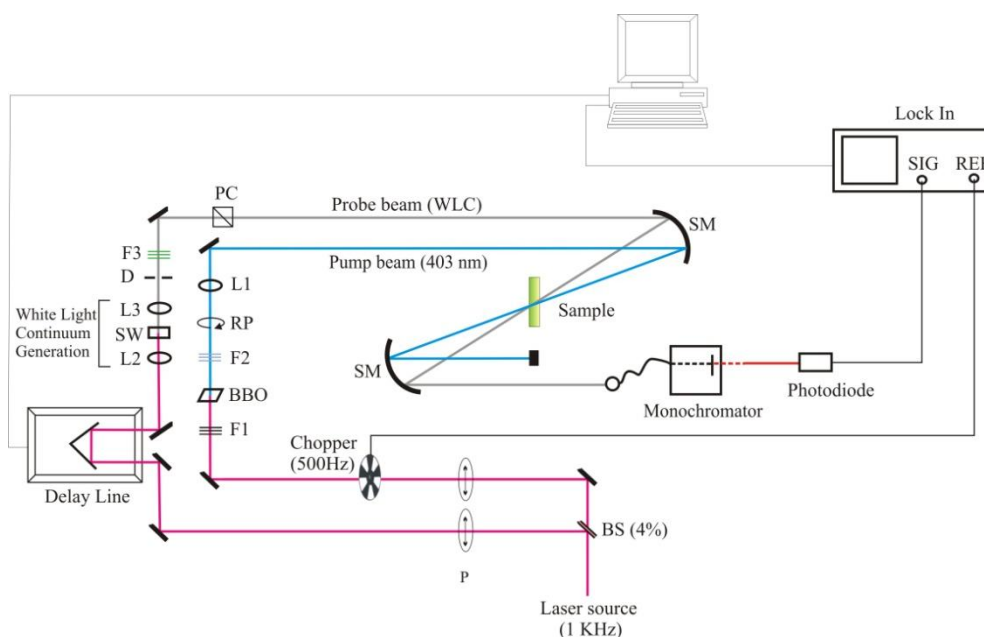 Lock In
SIG
REF
PC
Probe beam (WLC)
SM
Pump beam (403 nm)
F3
D
L1
Sample
White Light
Continuum
Generation
L3
SW
L2
RP
F2
SM
BBO
Photodiode
Monochromator
F1
Chopper
(500Hz)
Delay Line
BS (4%)
P
Laser source
(1 KHz)